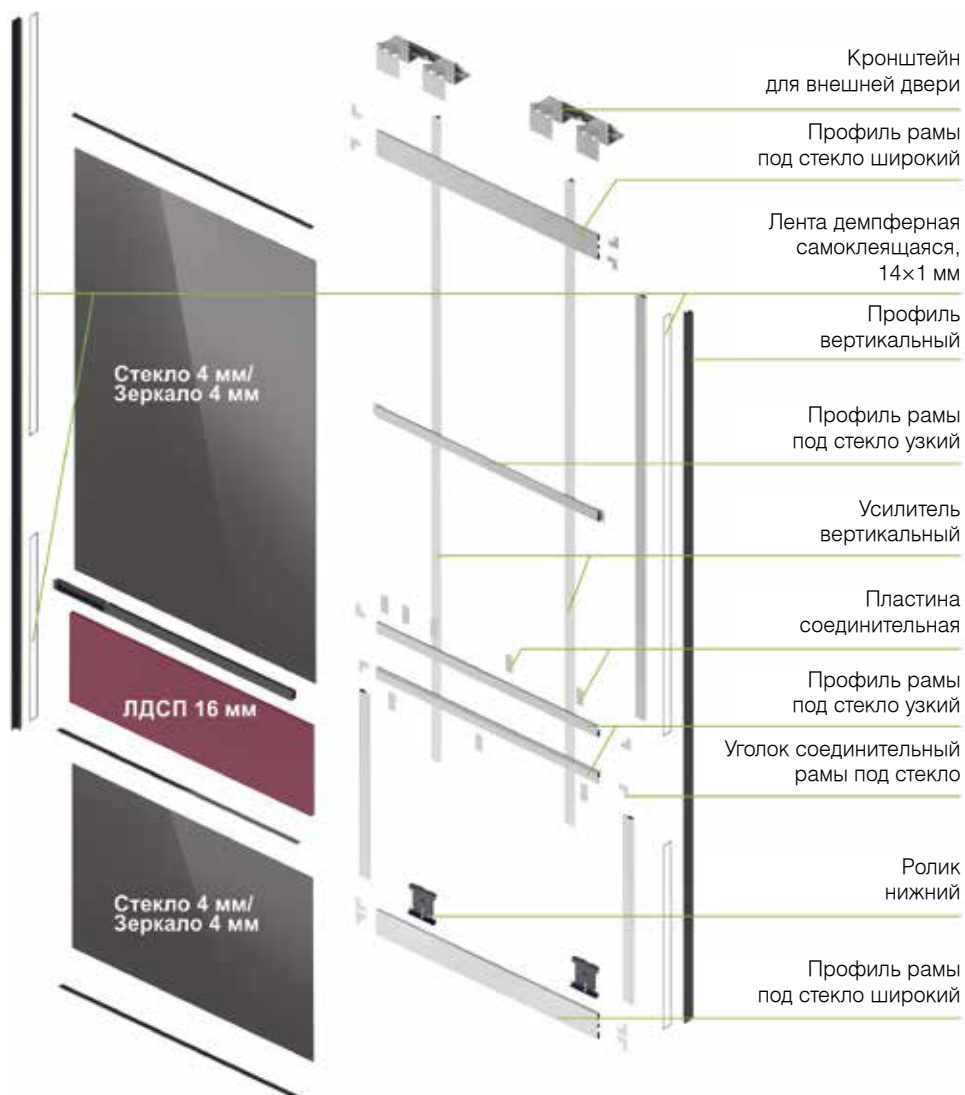 Кронштейн
для внешней двери
Профиль рамы
под стекло широкий
Лента демпферная
самоклеящаяся,
14×1 мм
Профиль
вертикальный
Стекло 4 мм/
Зеркало 4 мм
Профиль рамы
под стекло узкий
Усилитель
вертикальный
Пластина
соединительная
ЛДСП 16 мм
Профиль рамы
под стекло узкий
Уголок соединительный
рамы под стекло
Стекло 4 мм/
Зеркало 4 мм
Ролик
нижний
Профиль рамы
под стекло широкий